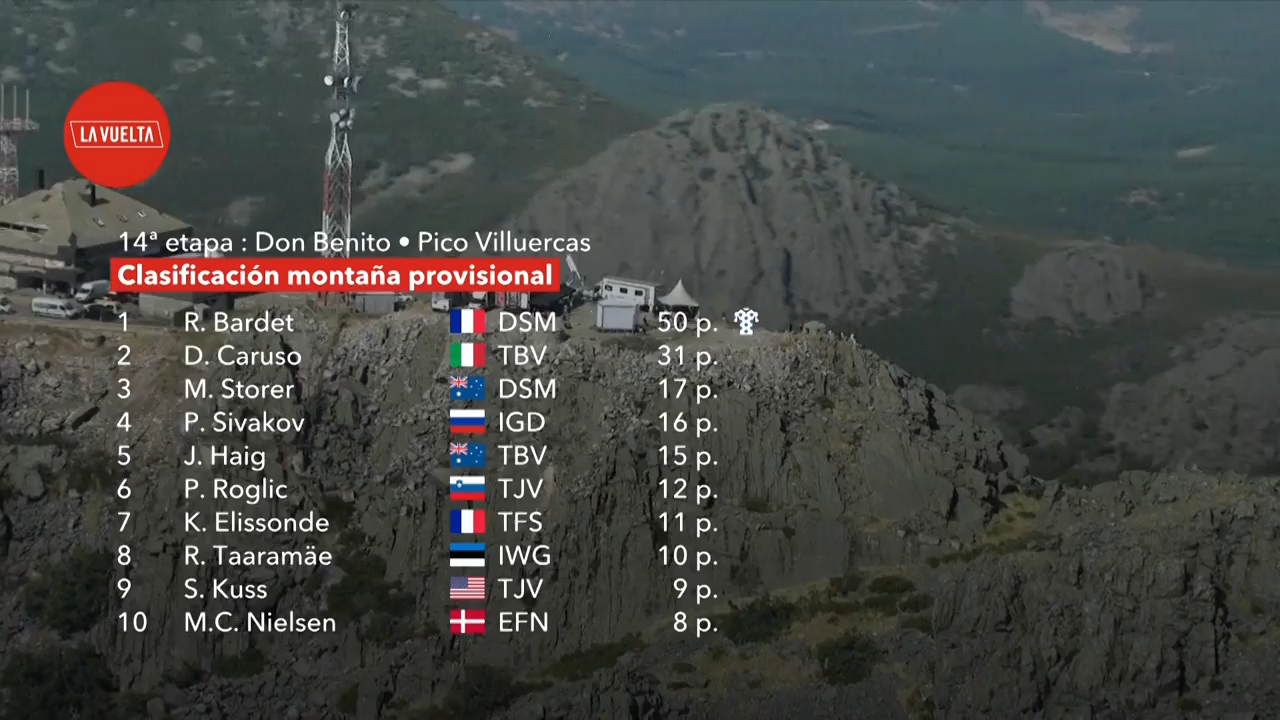 LA VUELTA
14ª etapa : Don Benito • Pico Villuercas
Clasificación montaña provisional
1 R. Bardet DSM 50 p.
2 D. Caruso TBV 31 p.
3 M. Storer DSM 17 p.
4 P. Sivakov IGD 16 p.
5 J. Haig TBV 15 p.
6 P. Roglic TJV 12 p.
7 K. Elissonde TFS 11 p.
8 R. Taaramäe IWG 10 p.
9 S. Kuss TJV 9 p.
10 M.C. Nielsen EFN 8 p.